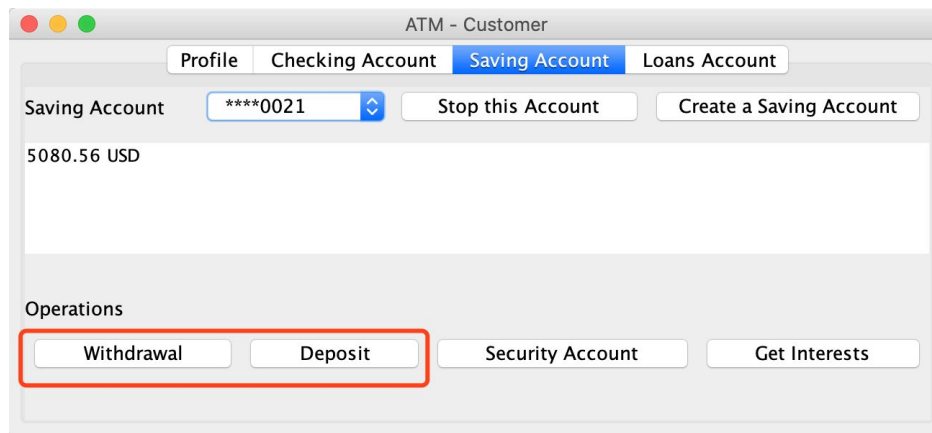 ATM - Customer
Profile Checking Account Saving Account Loans Account
Saving Account ****0021 Stop this Account Create a Saving Account
5080.56 USD
Operations
Withdrawal Deposit Security Account Get Interests